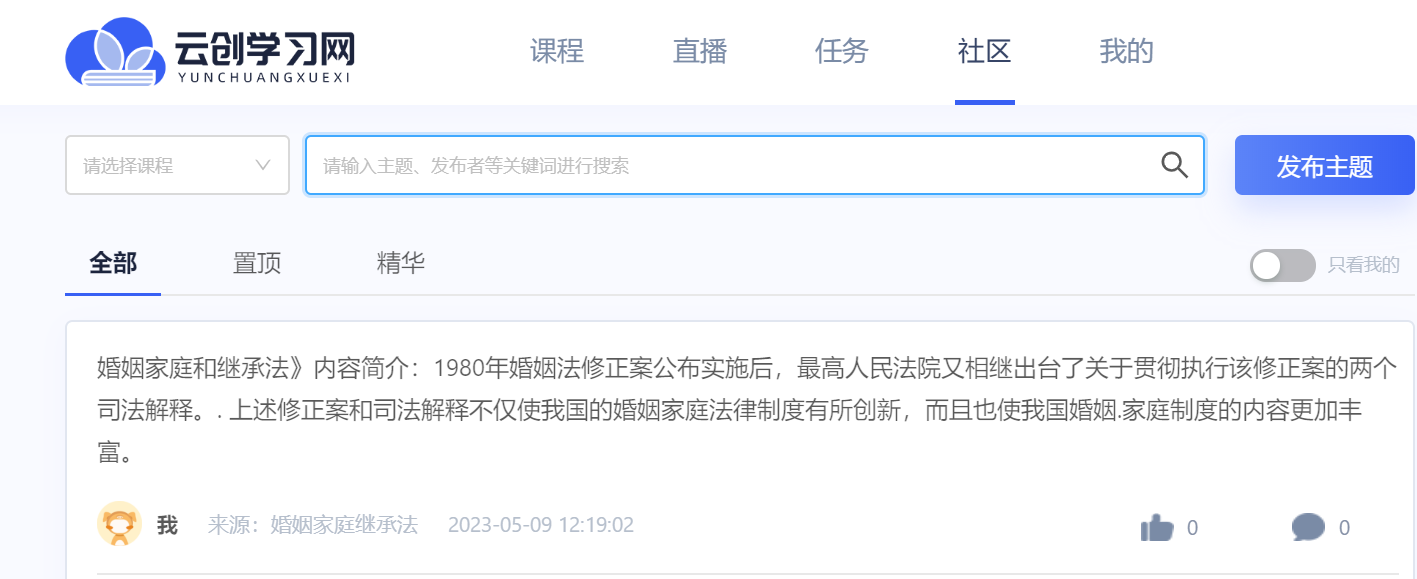 云创学习网
YUNCHUANGXUEXI
课程
直播
任务
社区
我的
请选择课程
请输入主题、发布者等关键词进行搜索
发布主题
全部
置顶
精华
只看我的
婚姻家庭和继承法》内容简介：1980年婚姻法修正案公布实施后，最高人民法院又相继出台了关于贯彻执行该修正案的两个
司法解释。. 上述修正案和司法解释不仅使我国的婚姻家庭法律制度有所创新，而且也使我国婚姻.家庭制度的内容更加丰
富。
我
来源：婚姻家庭继承法
2023-05-09 12:19:02
0
0